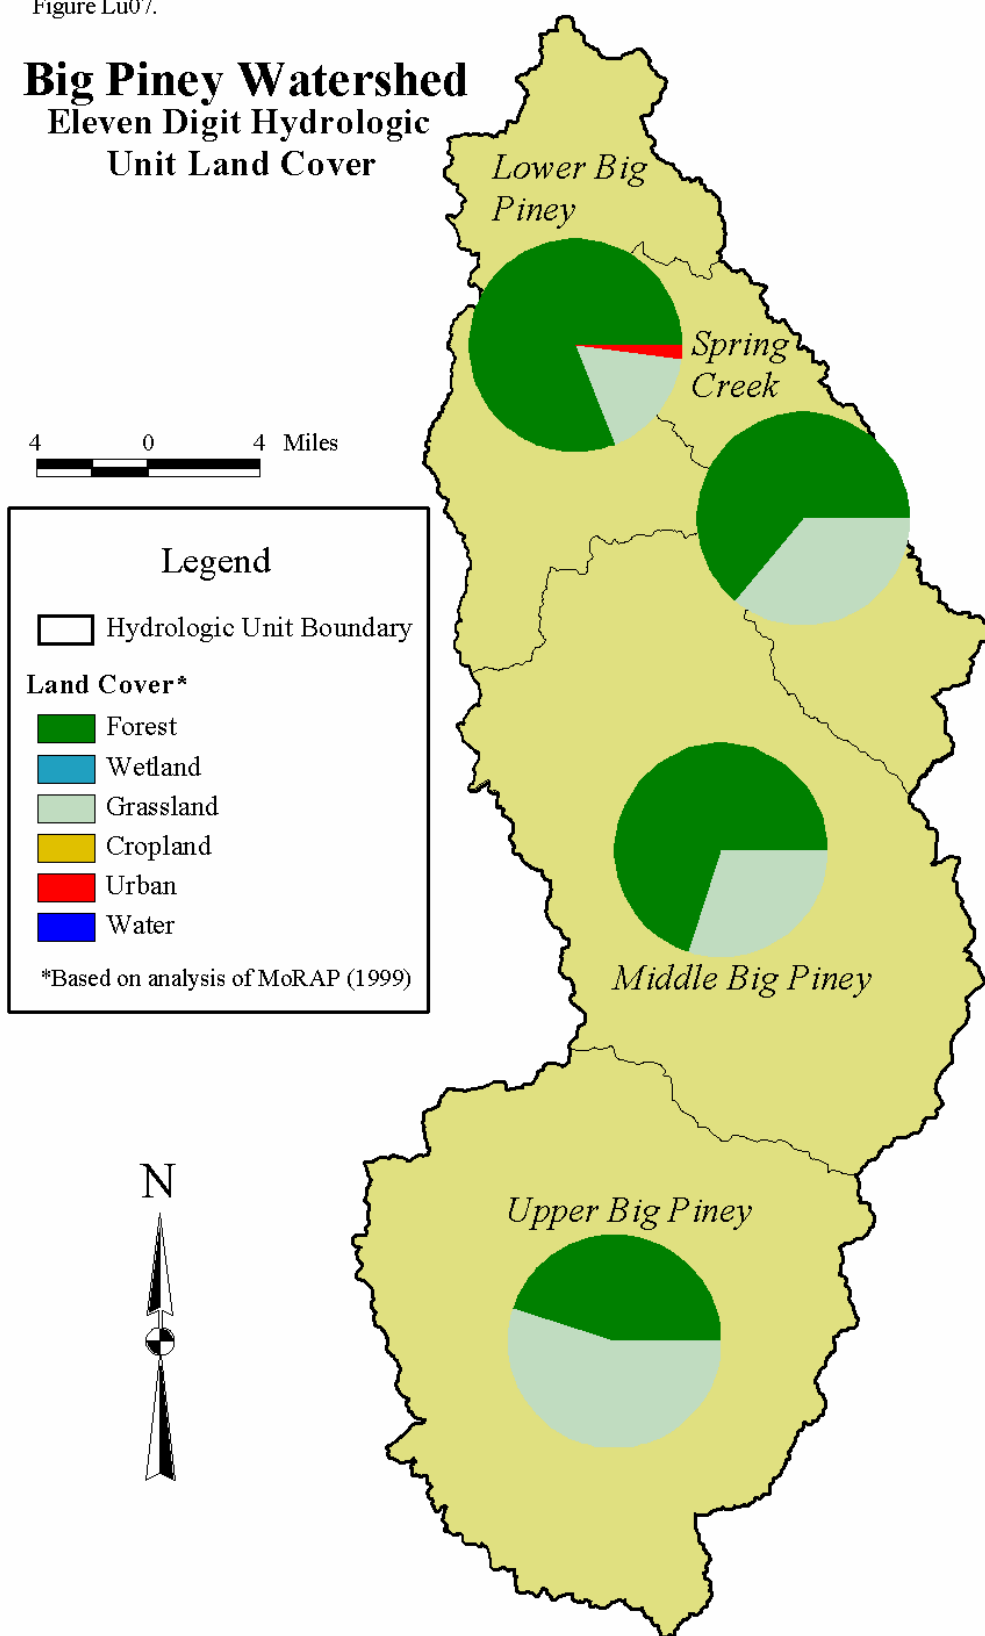 Figure Lu07.
Big Piney Watershed
Eleven Digit Hydrologic
Unit Land Cover
Lower Big
Piney
Spring
Creek
4 0 4 Miles
Legend
Hydrologic Unit Boundary
Land Cover*
Forest
Wetland
Grassland
Cropland
Urban
Water
*Based on analysis of MoRAP (1999)
Middle Big Piney
N
Upper Big Piney